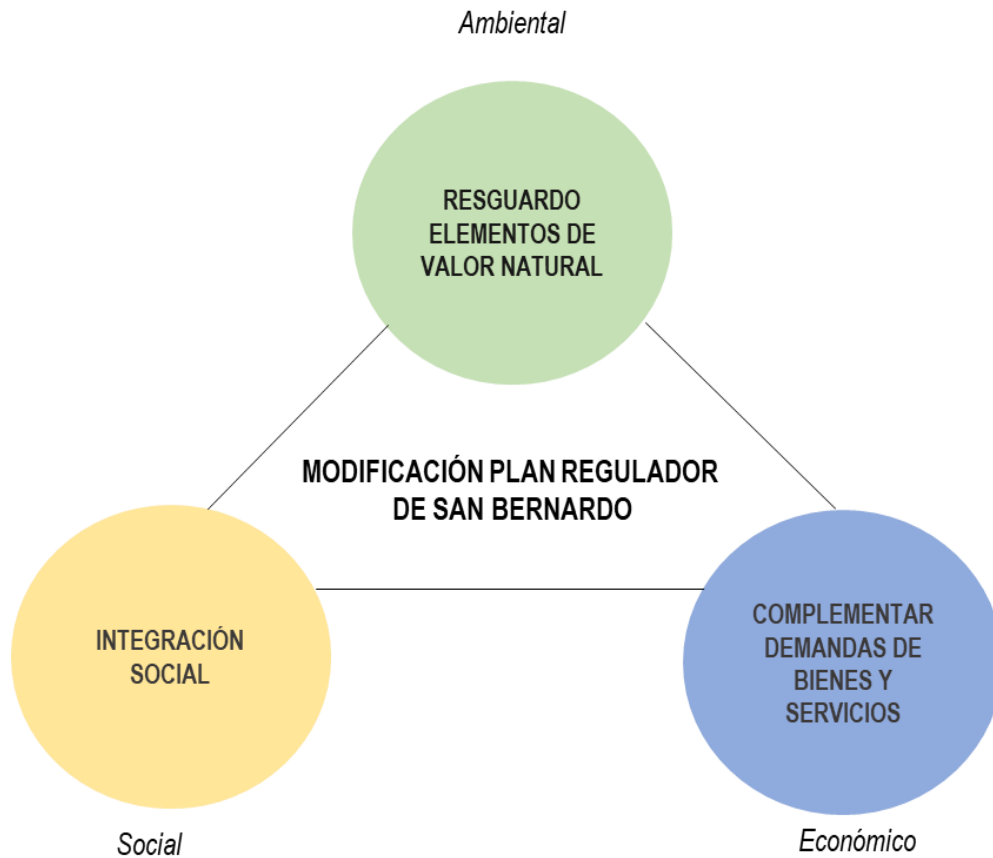 Ambiental
RESGUARDO
ELEMENTOS DE
VALOR NATURAL
MODIFICACIÓN PLAN REGULADOR
DE SAN BERNARDO
INTEGRACIÓN
SOCIAL
COMPLEMENTAR
DEMANDAS DE
BIENES Y
SERVICIOS
Social
Económico